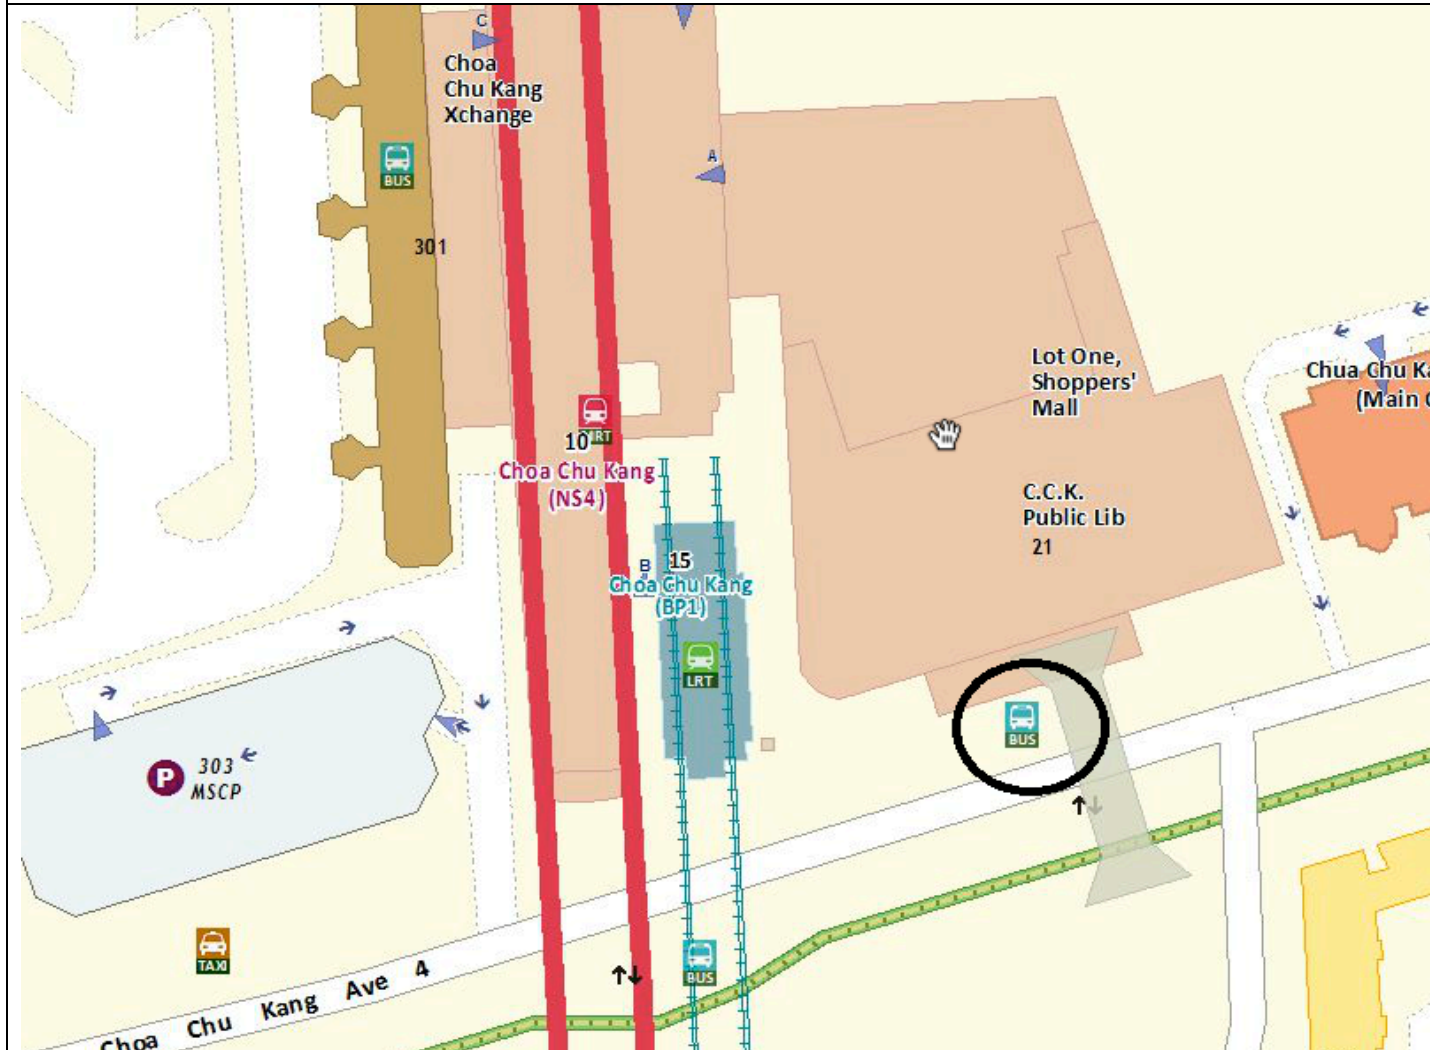 C
Choa
Chu Kang
Xchange
A
BUS
301
Lot One,
Shoppers'
Mall
Chua Chu Ka
(Main C
MRT
10
Choa Chu Kang
(NS4)
C.C.K.
Public Lib
21
B
15
Choa Chu Kang
(BP1)
LRT
BUS
P
303
MSCP
TAXI
BUS
Choa Chu Kang Ave 4